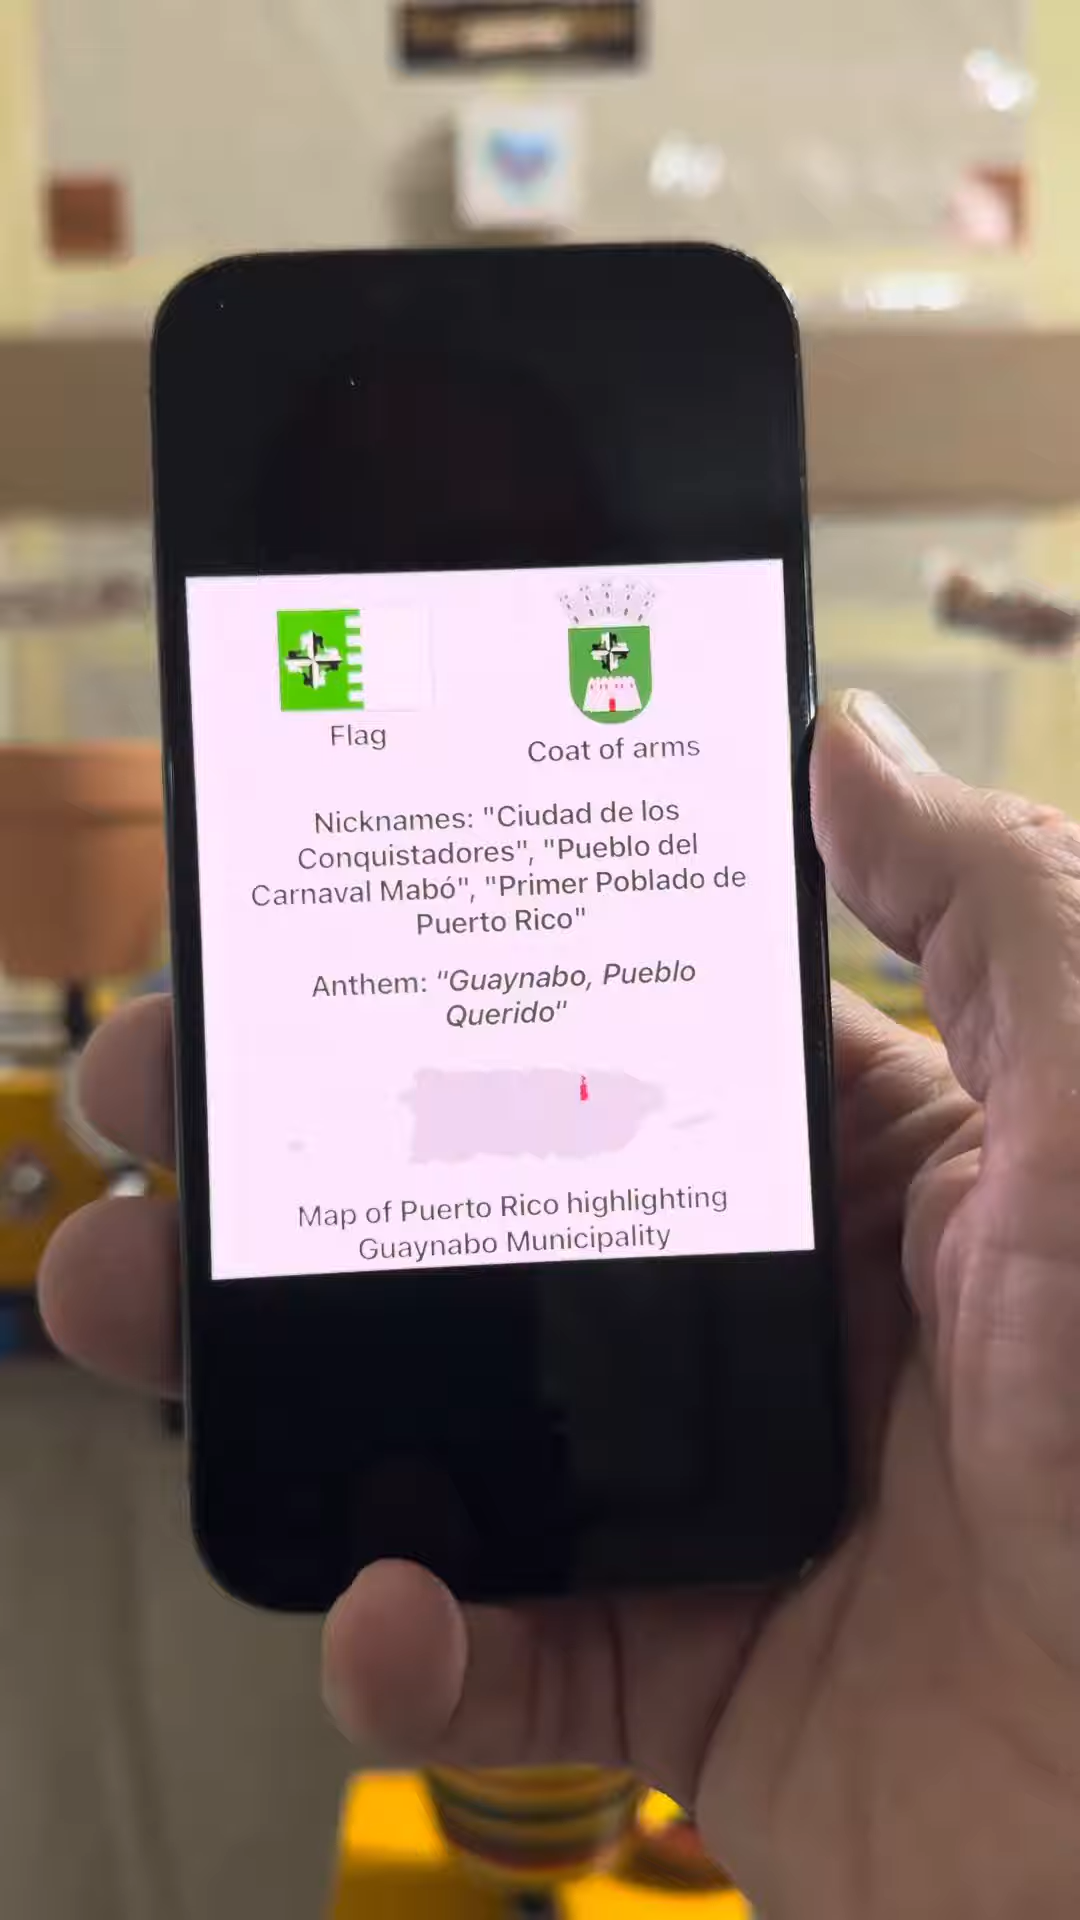 Flag
Coat of arms
Nicknames: "Ciudad de los
Conquistadores", "Pueblo del
Carnaval Mabó", "Primer Poblado de
Puerto Rico"
Anthem: "Guaynabo, Pueblo
Querido"
Map of Puerto Rico highlighting
Guaynabo Municipality